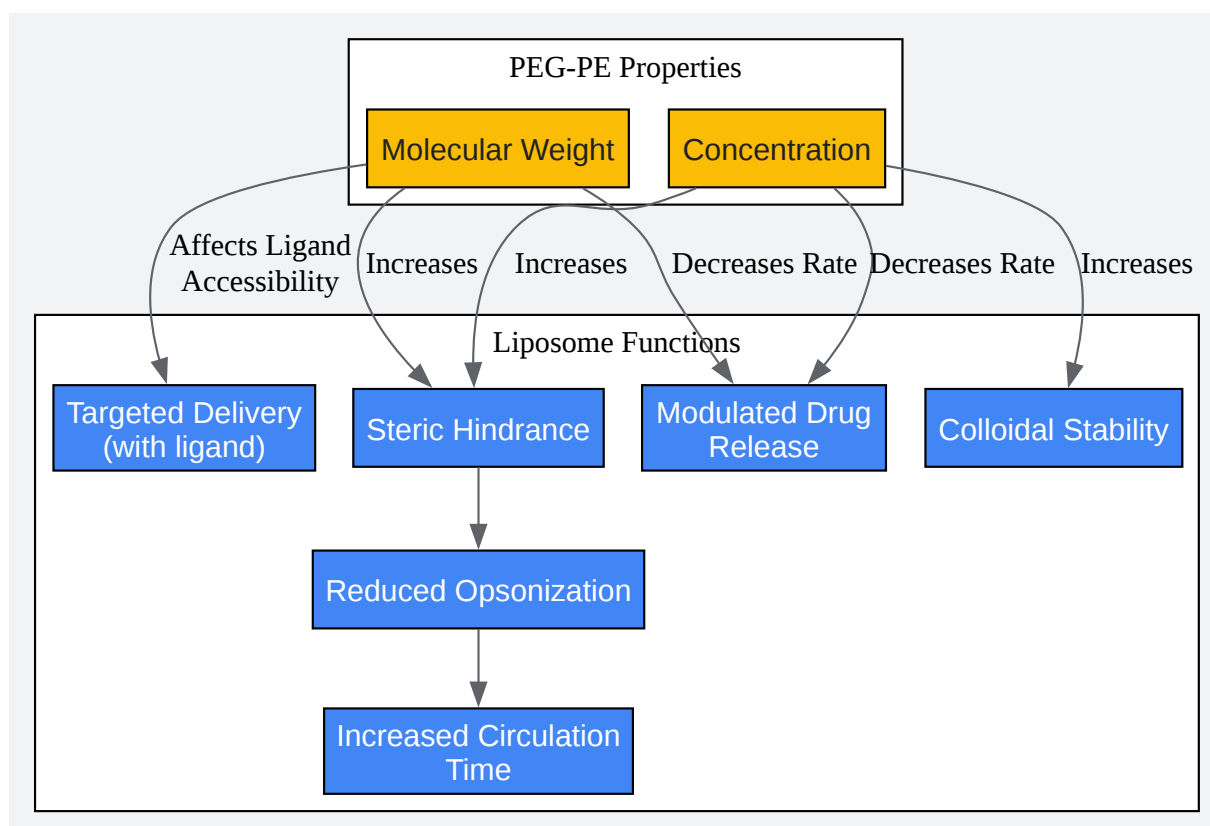 PEG-PE Properties
Molecular Weight
Concentration
Affects Ligand
Accessibility
Increases
Increases
Decreases Rate
Decreases Rate
Increases
Liposome Functions
Targeted Delivery
(with ligand)
Steric Hindrance
Modulated Drug
Release
Colloidal Stability
Reduced Opsonization
Increased Circulation
Time